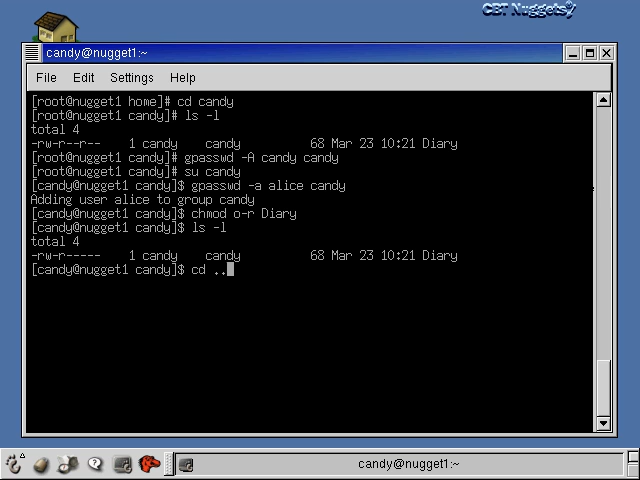 CBT Nuggets
candy@nugget1:~
File Edit Settings Help
[root@nugget1 home]# cd candy
[root@nugget1 candy]# ls -l
total 4
-rw-r--r-- 1 candy candy 68 Mar 23 10:21 Diary
[root@nugget1 candy]# gpasswd -A candy candy
[root@nugget1 candy]# su candy
[candy@nugget1 candy]$ gpasswd -a alice candy
Adding user alice to group candy
[candy@nugget1 candy]$ chmod o-r Diary
[candy@nugget1 candy]$ ls -l
total 4
-rw-r----- 1 candy candy 68 Mar 23 10:21 Diary
[candy@nugget1 candy]$ cd ..
candy@nugget1:~